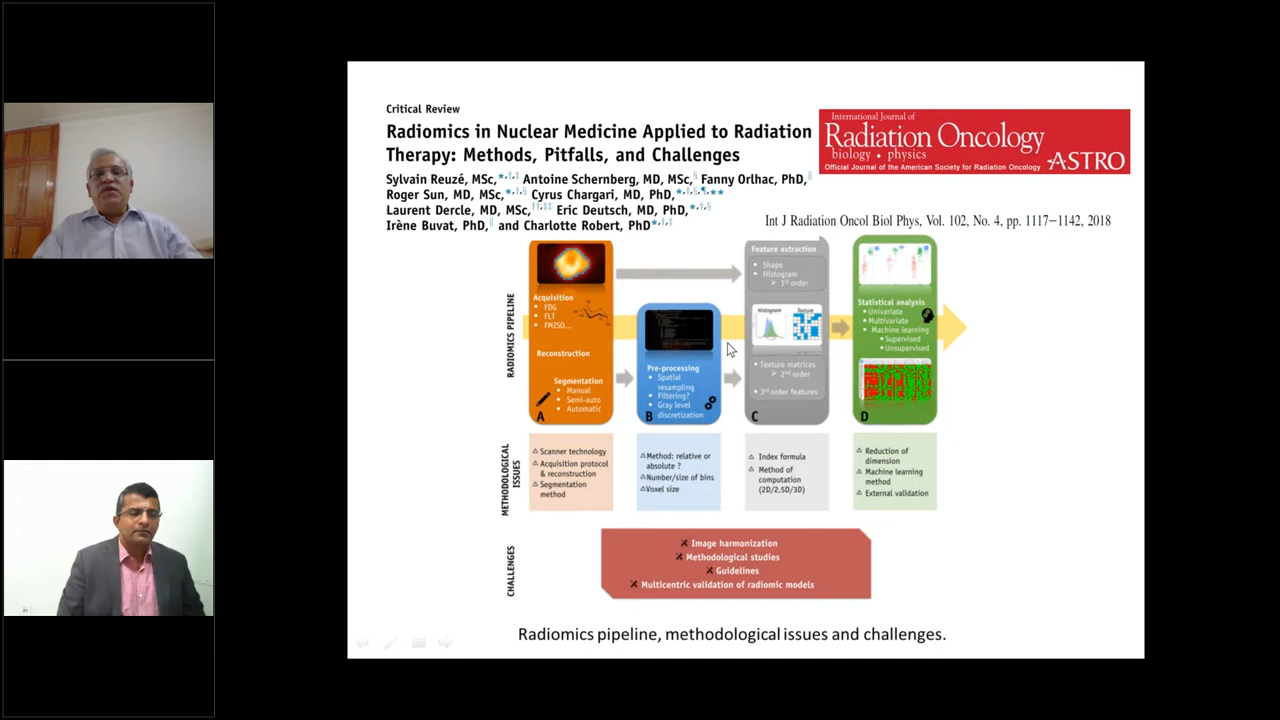 Critical Review
Radiomics in Nuclear Medicine Applied to Radiation
Therapy: Methods, Pitfalls, and Challenges
Sylvain Reuzé, MSc,*,†,‡ Antoine Schernberg, MD, MSc,§ Fanny Orlhac, PhD,||
Roger Sun, MD, MSc,*,†,§ Cyrus Chargari, MD, PhD,*,†,§,¶,**
Laurent Dercle, MD, MSc,††,‡‡ Eric Deutsch, MD, PhD,*,†,§
Irène Buvat, PhD,|| and Charlotte Robert, PhD*,†,‡
International Journal of
Radiation Oncology
biology • physics
Official Journal of the American Society for Radiation Oncology
ASTRO
Int J Radiation Oncol Biol Phys, Vol. 102, No. 4, pp. 1117–1142, 2018
RADIOMICS PIPELINE
Acquisition
• FDG
• FLT
• FMISO...
Reconstruction
Segmentation
• Manual
• Semi-auto
• Automatic
A
Pre-processing
• Spatial
resampling
• Filtering?
• Gray level
discretization
B
Feature extraction
• Shape
• Histogram
➢ 1st order
Histogram
Texture
• Texture matrices
➢ 2nd order
• 3rd order features
C
Statistical analysis
• Univariate
• Multivariate
• Machine learning
• Supervised
• Unsupervised
D
METHODOLOGICAL
ISSUES
△ Scanner technology
△ Acquisition protocol
& reconstruction
△ Segmentation
method
△ Method: relative or
absolute ?
△ Number/size of bins
△ Voxel size
△ Index formula
△ Method of
computation
(2D/2.5D/3D)
△ Reduction of
dimension
△ Machine learning
method
△ External validation
CHALLENGES
Image harmonization
Methodological studies
Guidelines
Multicentric validation of radiomic models
Radiomics pipeline, methodological issues and challenges.